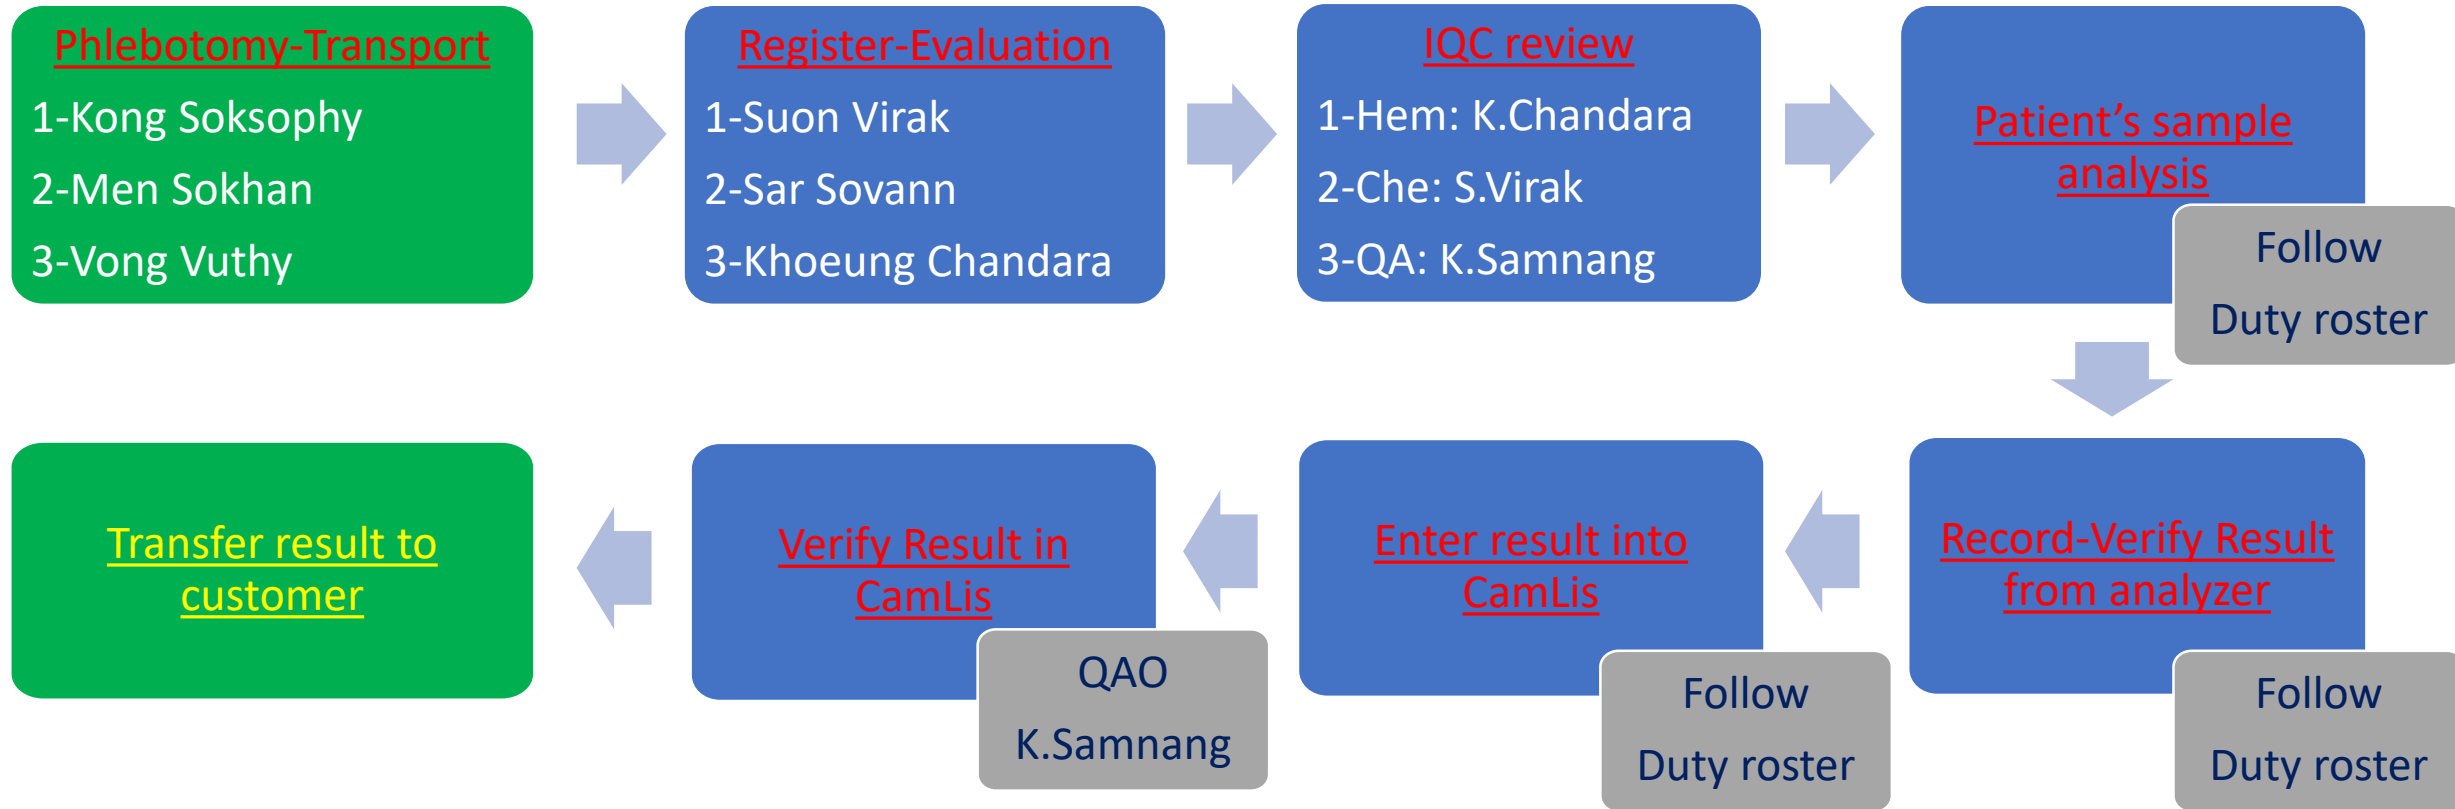 Phlebotomy-Transport
1-Kong Soksophy
2-Men Sokhan
3-Vong Vuthy
Register-Evaluation
1-Suon Virak
2-Sar Sovann
3-Khoeung Chandara
IQC review
1-Hem: K.Chandara
2-Che: S.Virak
3-QA: K.Samnang
Patient’s sample
analysis
Follow
Duty roster
Record-Verify Result
from analyzer
Follow
Duty roster
Enter result into
CamLis
Follow
Duty roster
Verify Result in
CamLis
QAO
K.Samnang
Transfer result to
customer